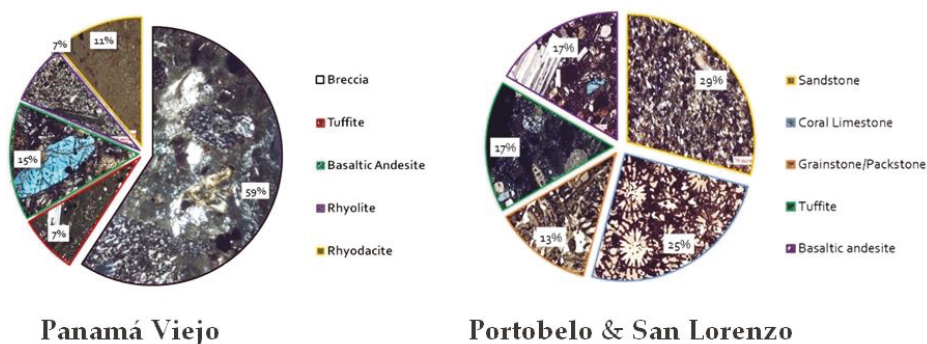 7%
11%
15%
7%
59%
Breccia
Tuffite
Basaltic Andesite
Rhyolite
Rhyodacite
Panamá Viejo
17%
29%
17%
13%
25%
Sandstone
Coral Limestone
Grainstone/Packstone
Tuffite
Basaltic andesite
Portobelo & San Lorenzo